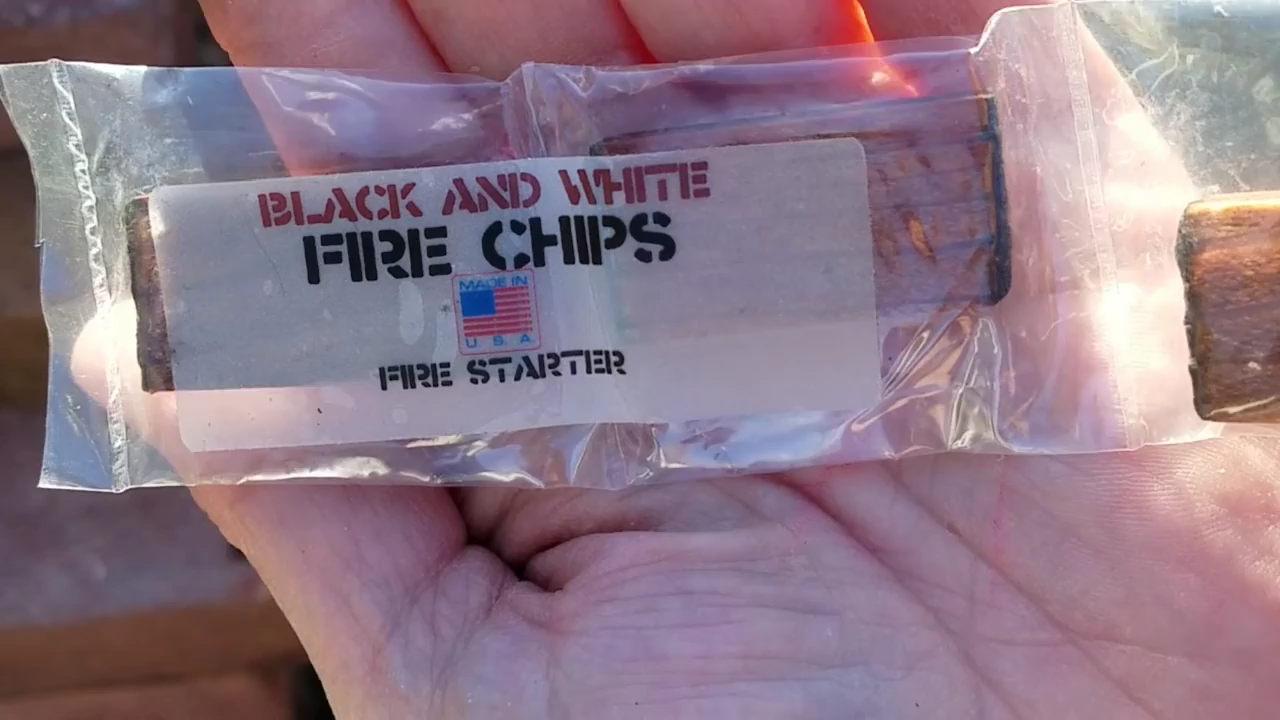 BLACK AND WHITE
FIRE CHIPS
MADE IN
U. S. A.
FIRE STARTER